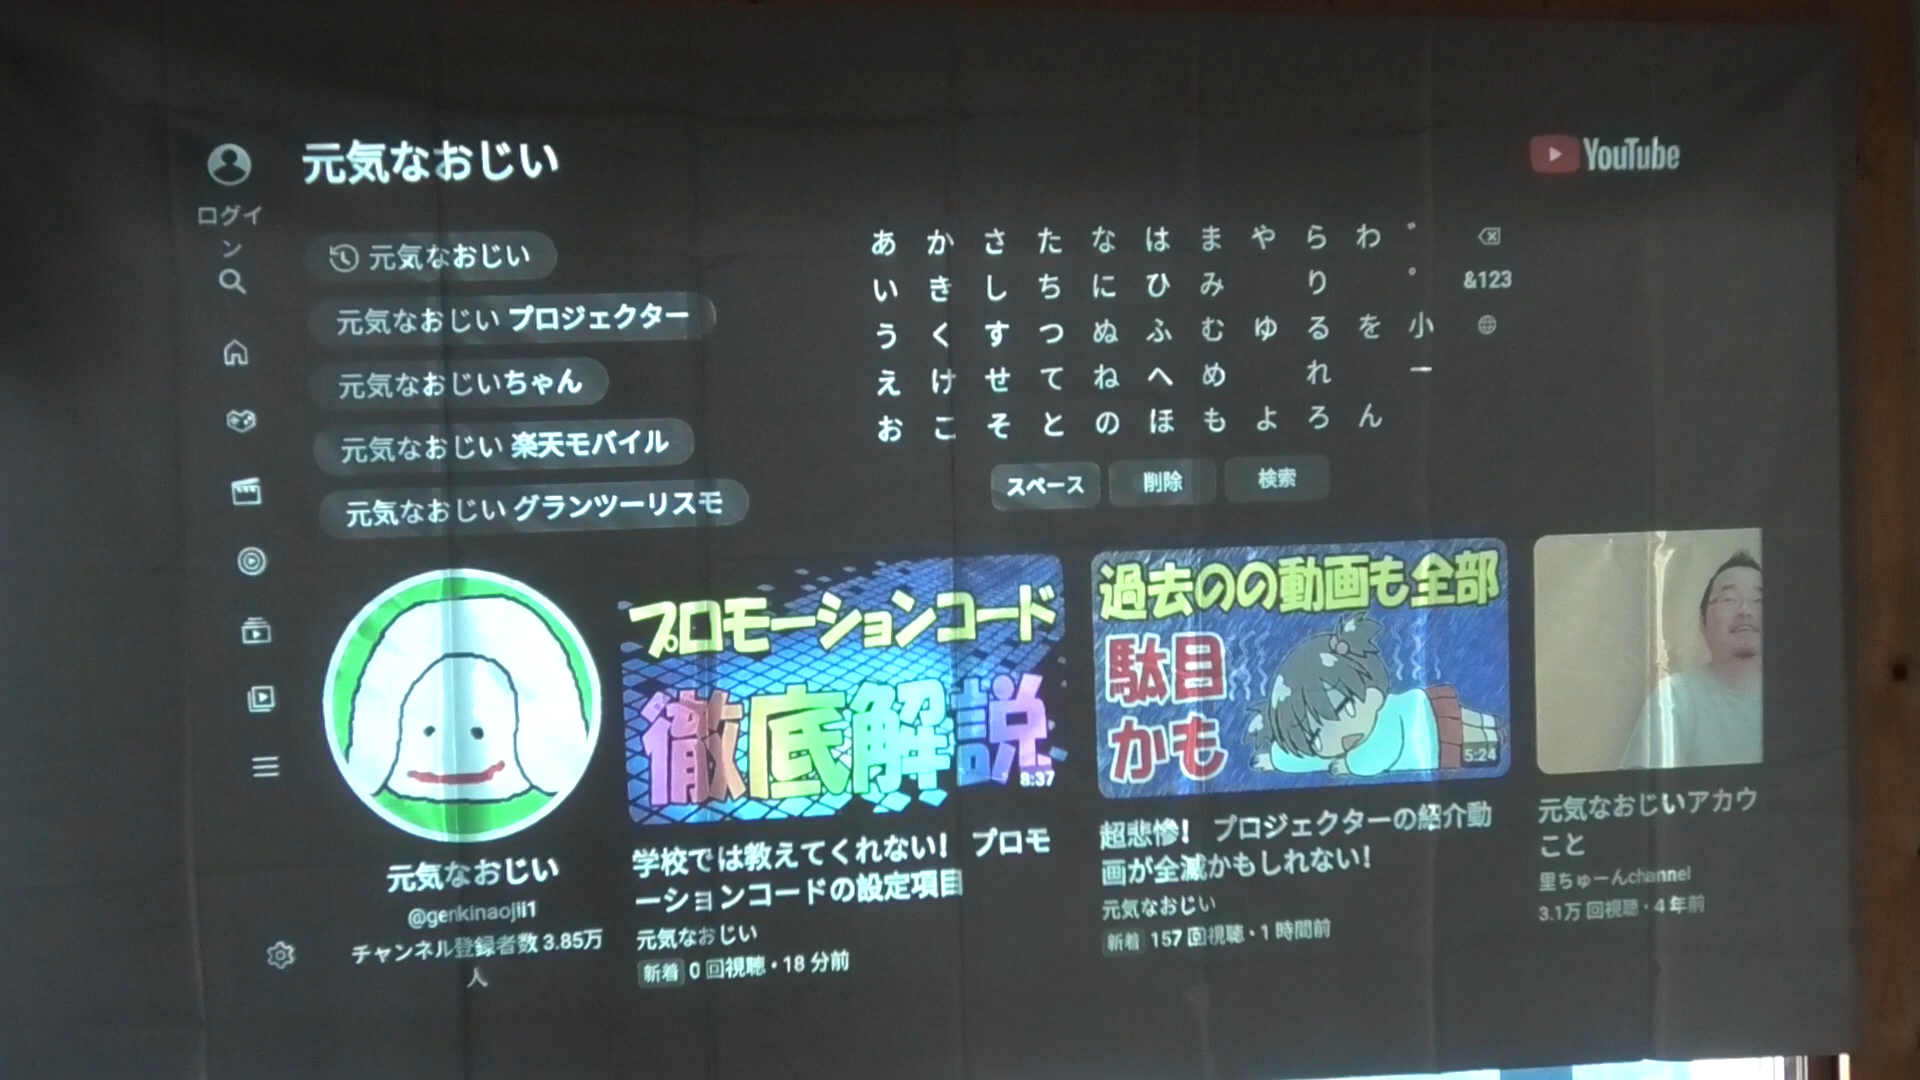 元気なおじい
YouTube
ログイ
ン
元気なおじい
元気なおじい プロジェクター
元気なおじいちゃん
元気なおじい 楽天モバイル
元気なおじい グランツーリスモ
あ か さ た な は ま や ら わ ゛
い き し ち に ひ み り ゜ &123
う く す つ ぬ ふ む ゆ る を 小
え け せ て ね へ め れ ー
お こ そ と の ほ も よ ろ ん
スペース 削除 検索
元気なおじい
@genkinaojii1
チャンネル登録者数 3.85万
人
プロモーションコード
徹底解説
8:37
学校では教えてくれない! プロモ
ーションコードの設定項目
元気なおじい
新着 0 回視聴・18 分前
過去のの動画も全部
駄目
かも
5:24
超悲惨! プロジェクターの紹介動
画が全滅かもしれない!
元気なおじい
新着 157 回視聴・1 時間前
元気なおじいアカウ
こと
里ちゅーんchannel
3.1万 回視聴・4 年前